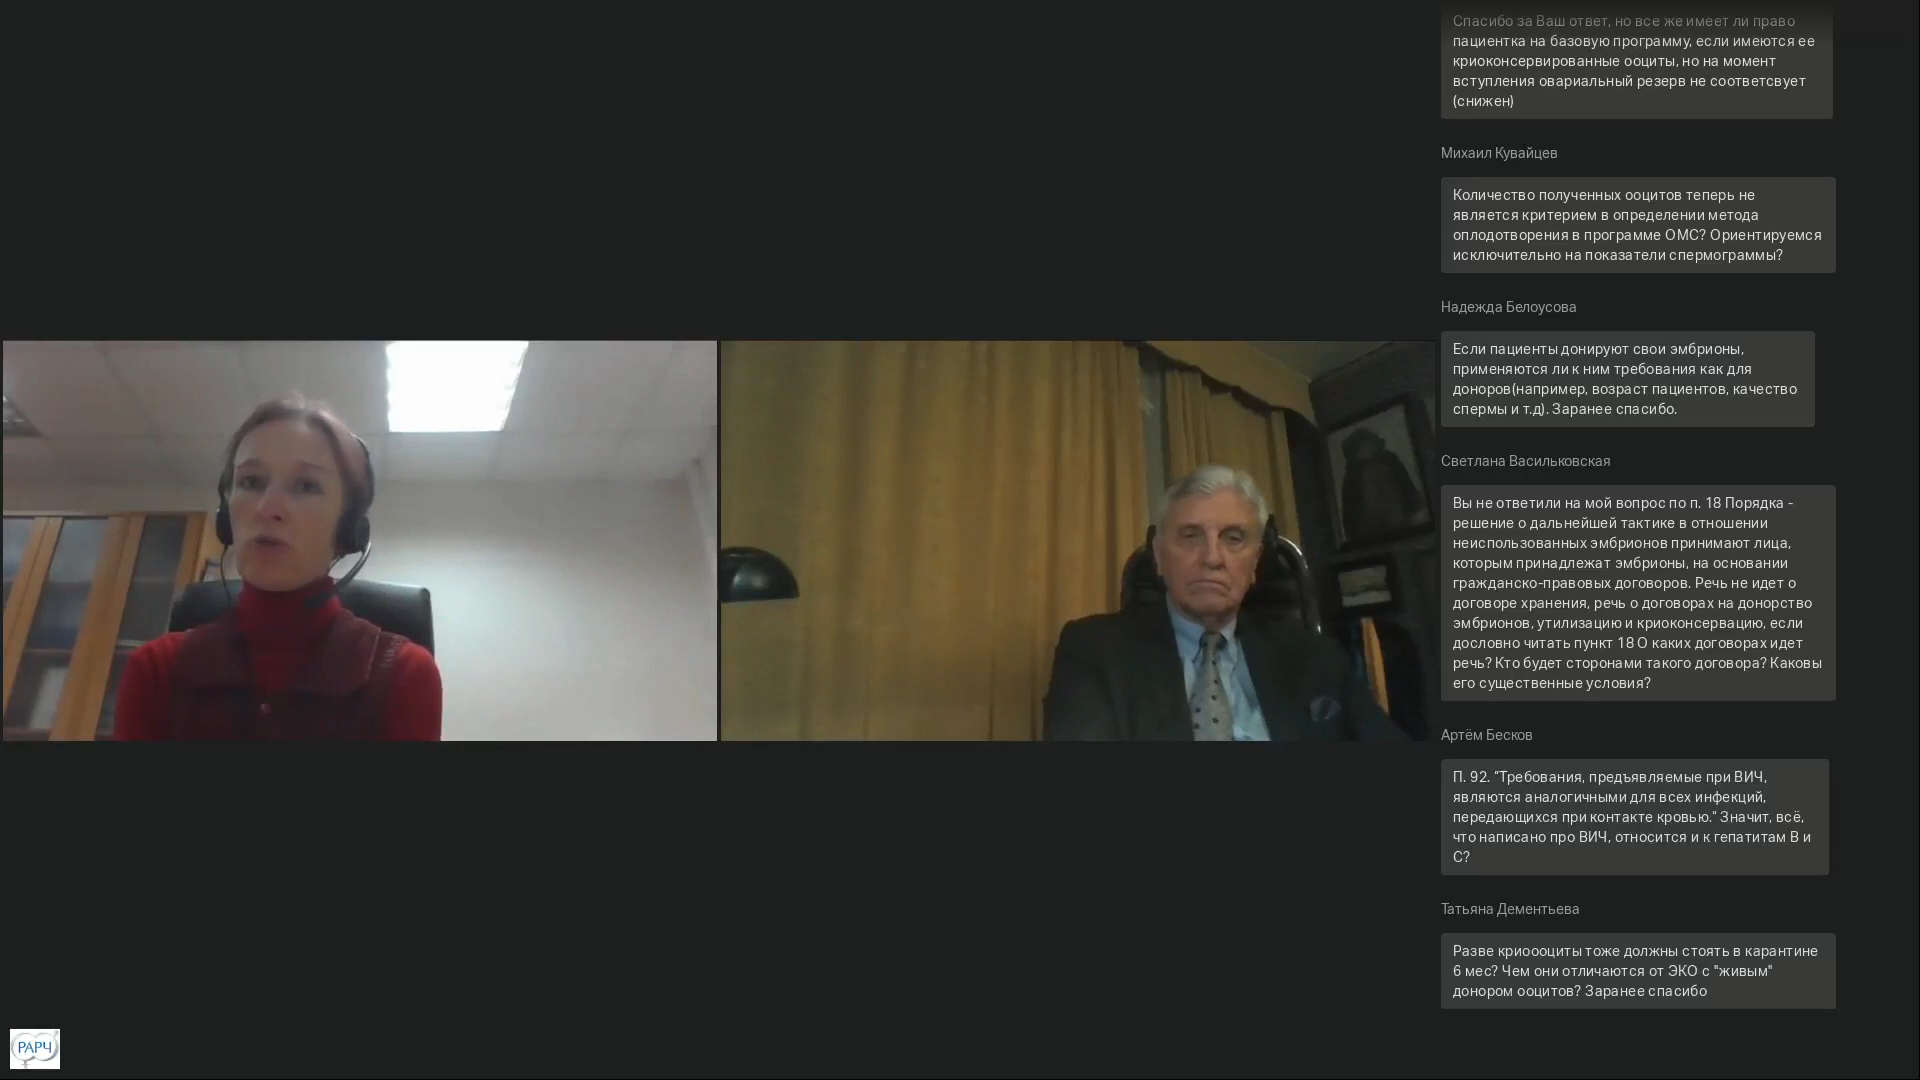 Спасибо за Ваш ответ, но все же имеет ли право
пациентка на базовую программу, если имеются ее
криоконсервированные ооциты, но на момент
вступления овариальный резерв не соответсвует
(снижен)
Михаил Кувайцев
Количество полученных ооцитов теперь не
является критерием в определении метода
оплодотворения в программе ОМС? Ориентируемся
исключительно на показатели спермограммы?
Надежда Белоусова
Если пациенты донируют свои эмбрионы,
применяются ли к ним требования как для
доноров(например, возраст пациентов, качество
спермы и т.д). Заранее спасибо.
Светлана Васильковская
Вы не ответили на мой вопрос по п. 18 Порядка -
решение о дальнейшей тактике в отношении
неиспользованных эмбрионов принимают лица,
которым принадлежат эмбрионы, на основании
гражданско-правовых договоров. Речь не идет о
договоре хранения, речь о договорах на донорство
эмбрионов, утилизацию и криоконсервацию, если
дословно читать пункт 18 О каких договорах идет
речь? Кто будет сторонами такого договора? Каковы
его существенные условия?
Артём Бесков
П. 92. "Требования, предъявляемые при ВИЧ,
являются аналогичными для всех инфекций,
передающихся при контакте кровью." Значит, всё,
что написано про ВИЧ, относится и к гепатитам В и
С?
Татьяна Дементьева
Разве криоооциты тоже должны стоять в карантине
6 мес? Чем они отличаются от ЭКО с "живым"
донором ооцитов? Заранее спасибо
РАРЧ